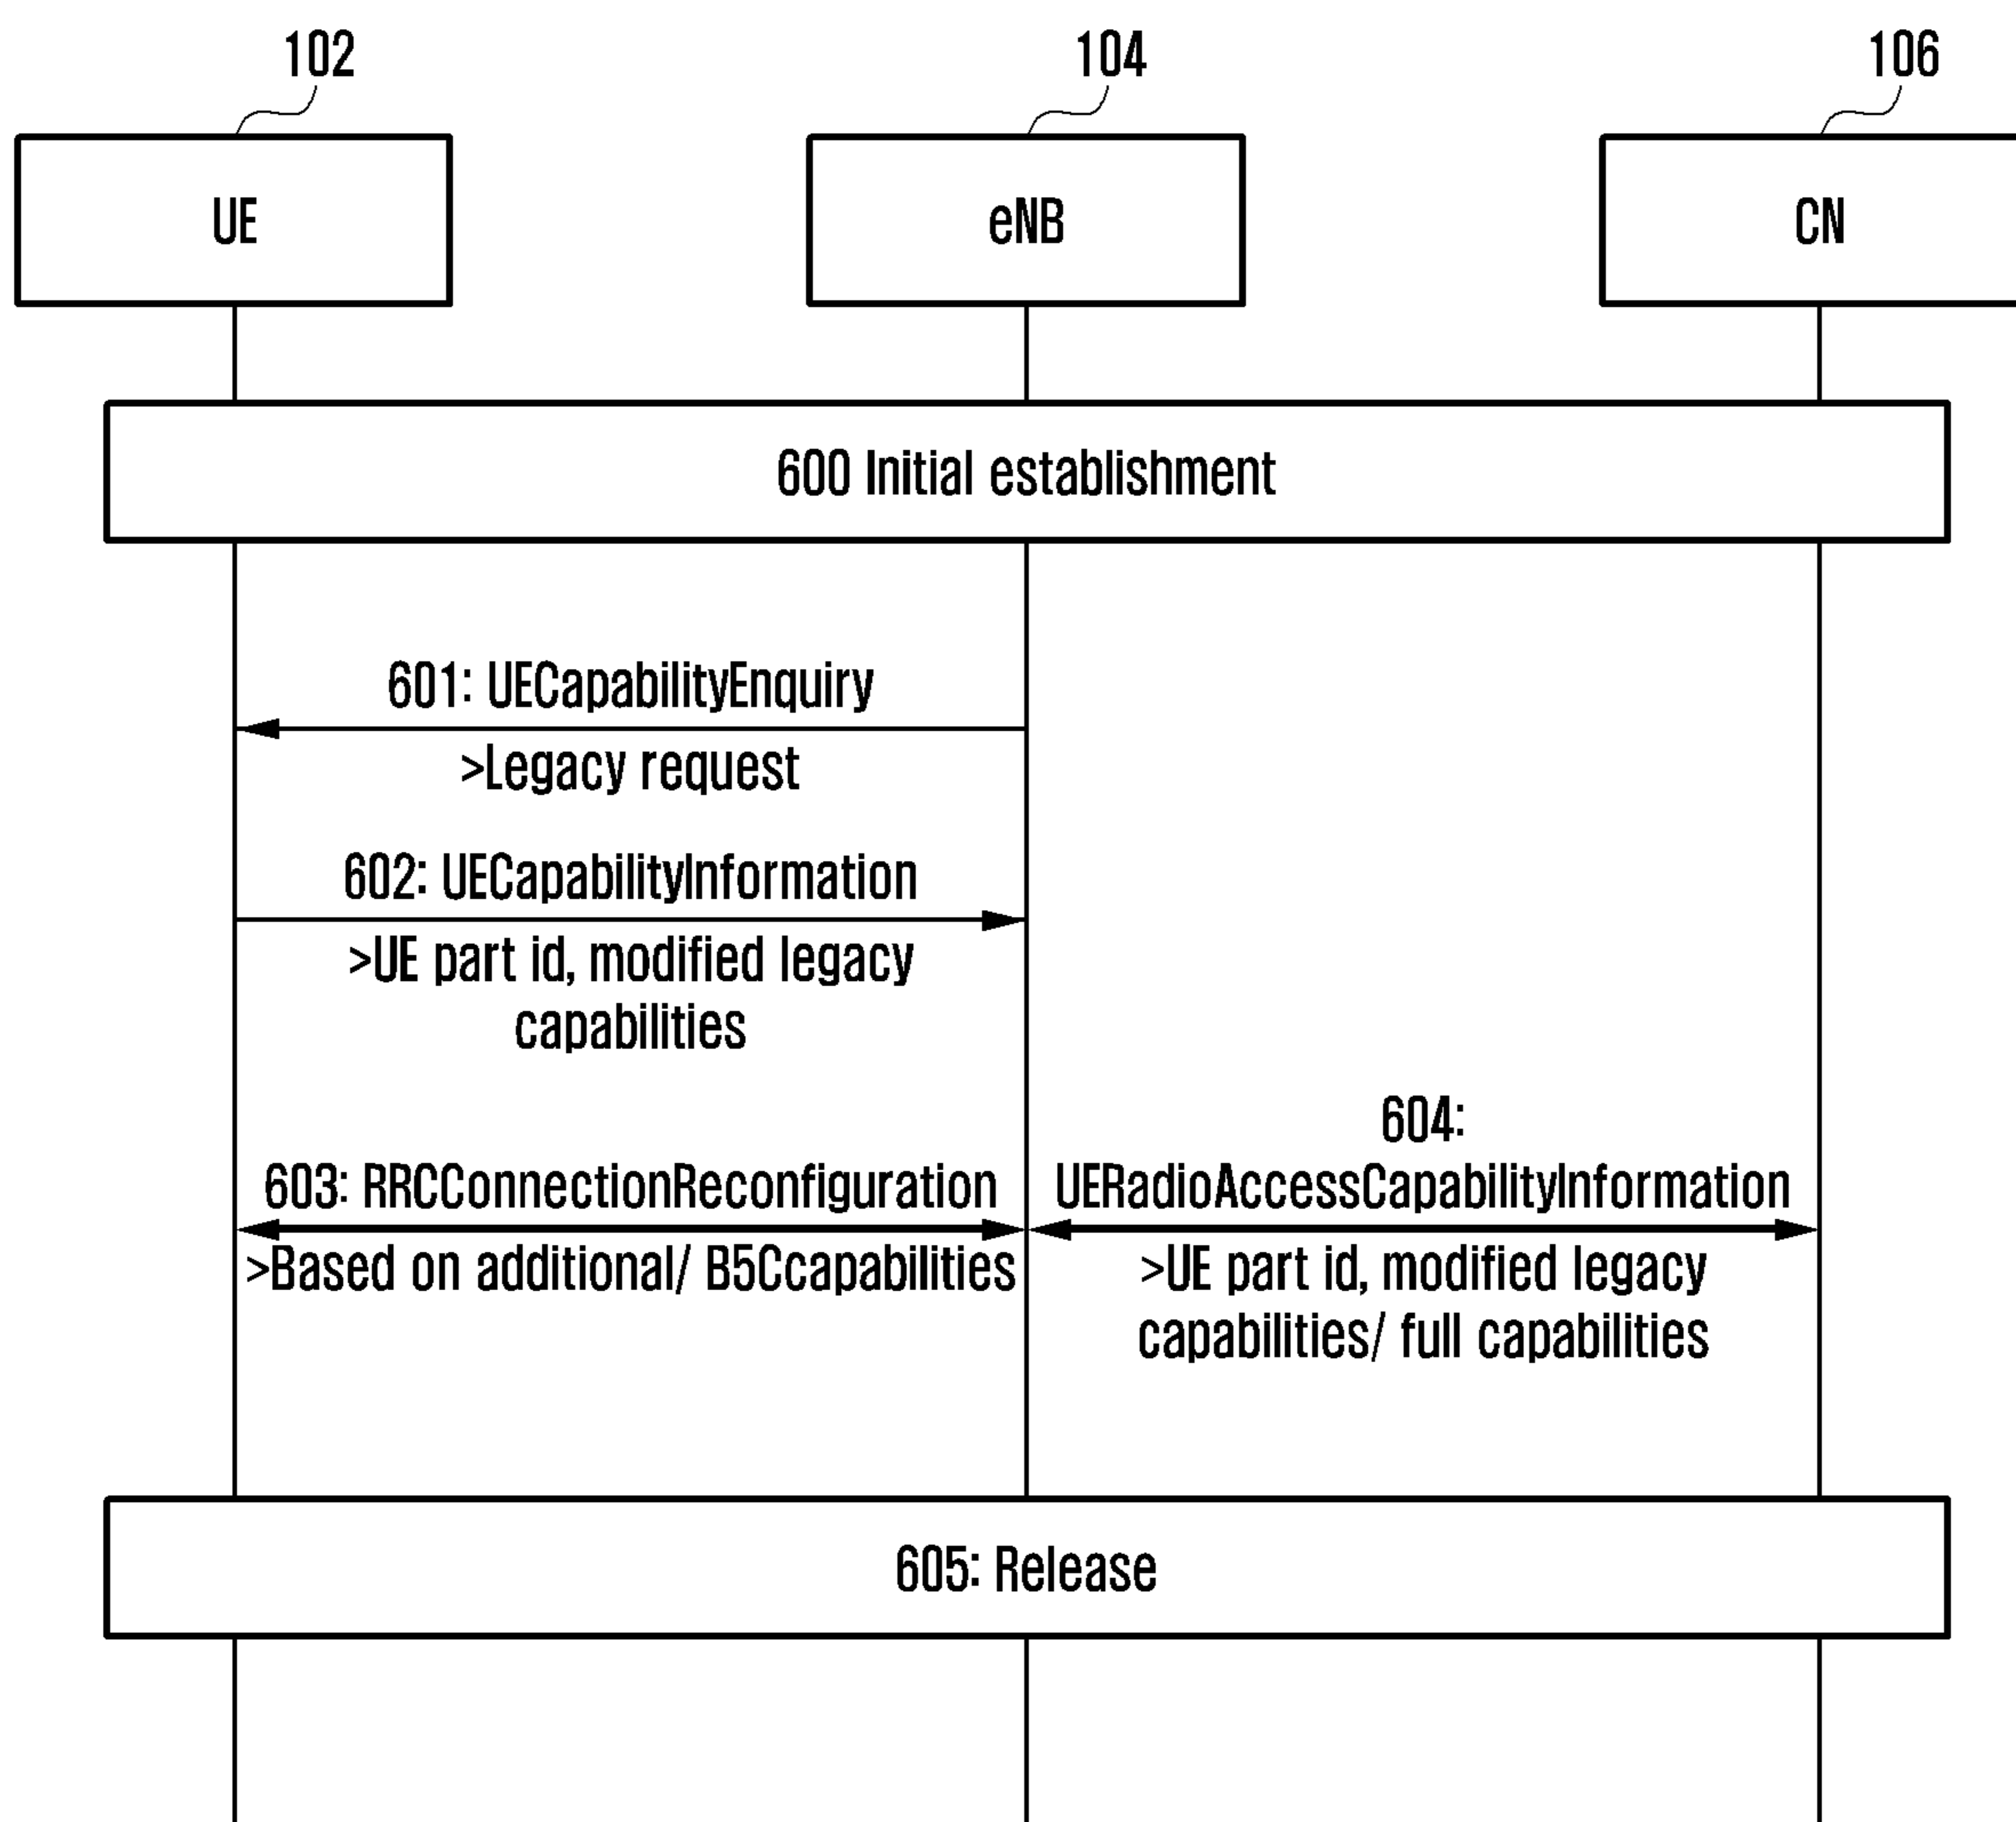 102
104
106
UE
eNB
CN
600 Initial establishment
601: UECapabilityEnquiry
>Legacy request
602: UECapabilityInformation
>UE part id, modified legacy
capabilities
604:
603: RRCConnectionReconfiguration
UERadioAccessCapabilityInformation
>Based on additional/ B5Ccapabilities
>UE part id, modified legacy
capabilities/ full capabilities
605: Release